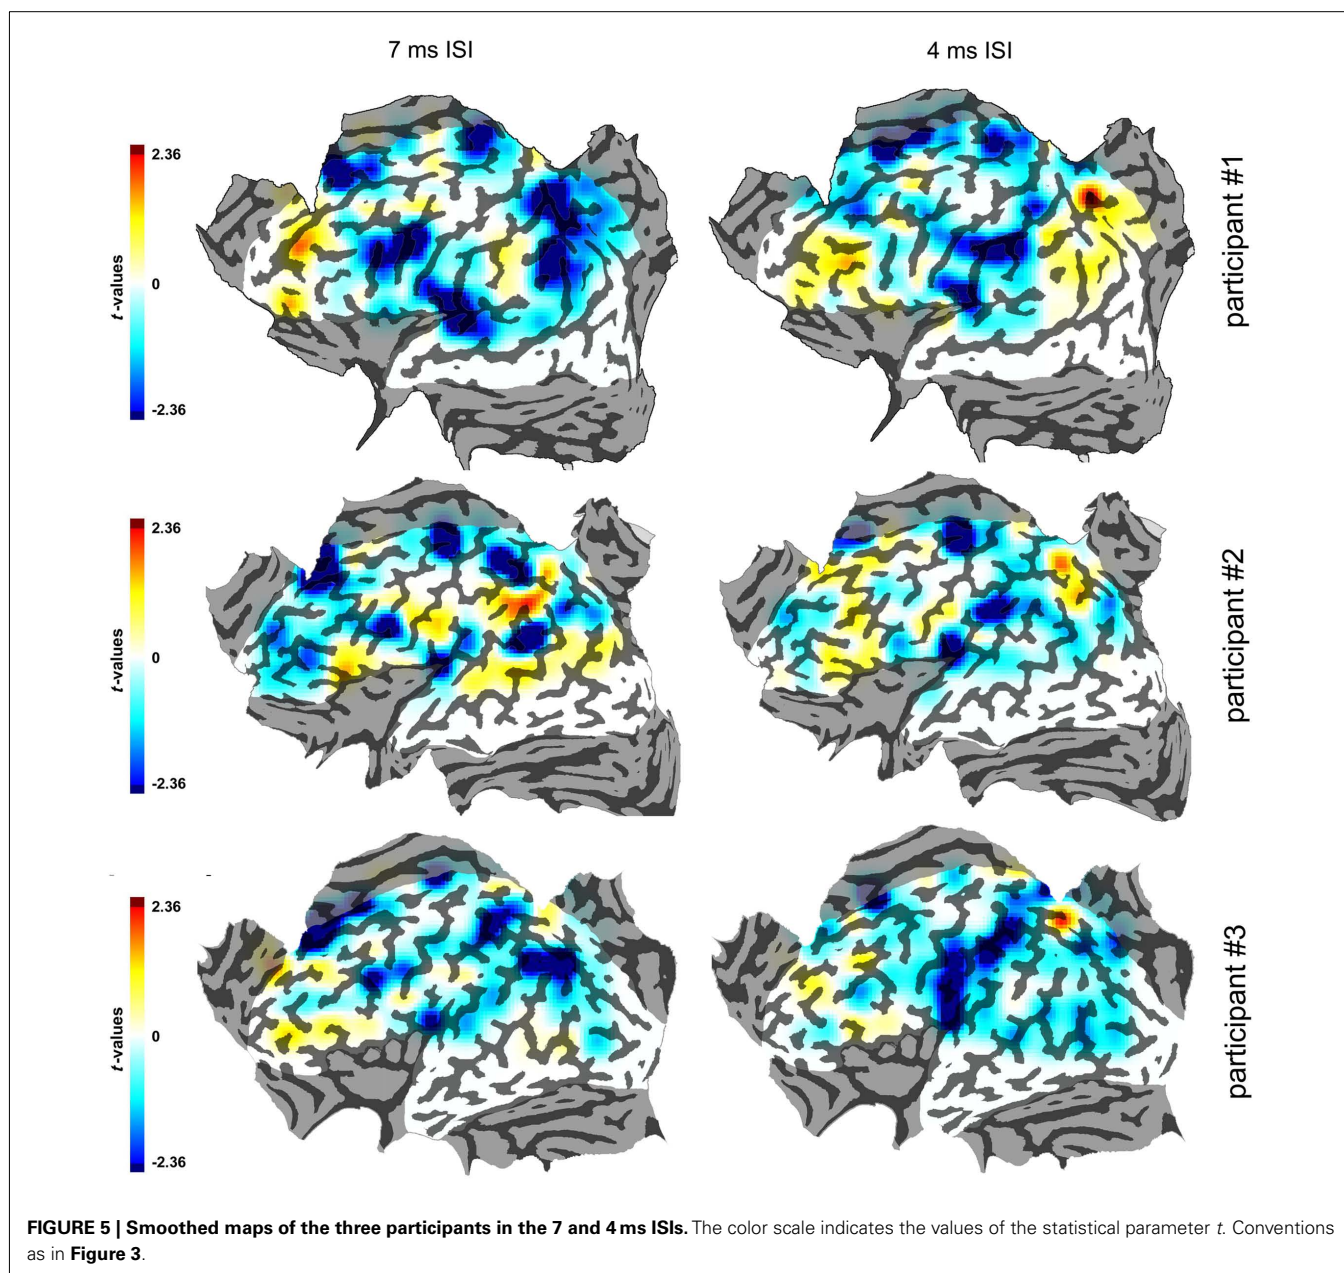 7 ms ISI
4 ms ISI
2.36
t-values
0
-2.36
participant #1
2.36
t-values
0
-2.36
participant #2
2.36
t-values
0
-2.36
participant #3
FIGURE 5 | Smoothed maps of the three participants in the 7 and 4 ms ISIs. The color scale indicates the values of the statistical parameter t. Conventions
as in Figure 3.